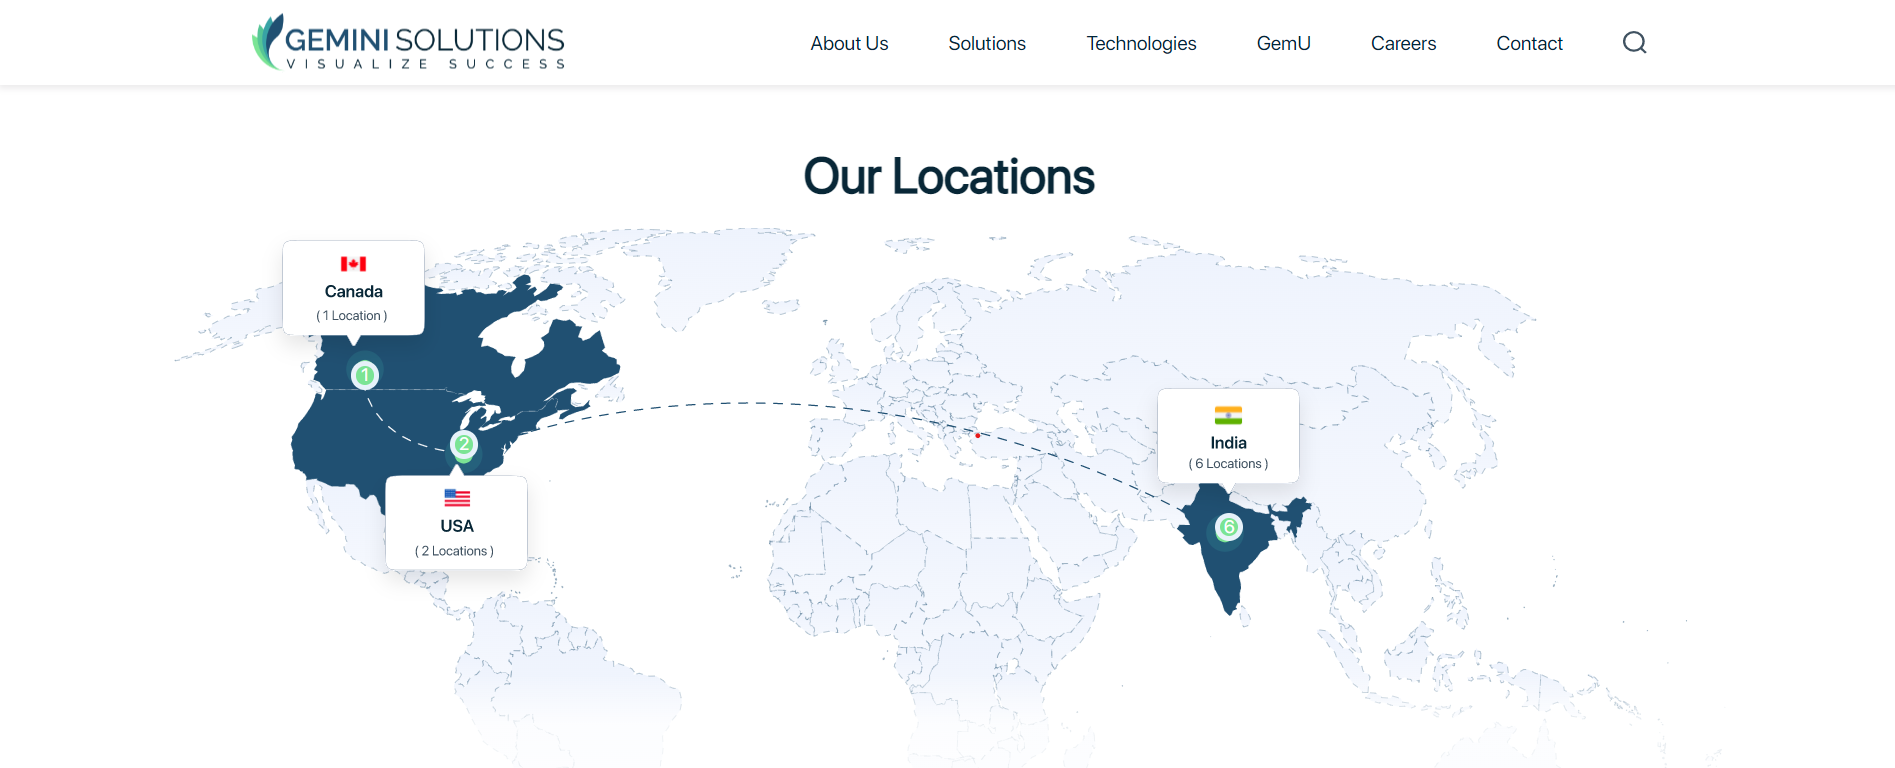 GEMINI SOLUTIONS
VISUALIZE SUCCESS
About Us
Solutions
Technologies
GemU
Careers
Contact
Our Locations
Canada
( 1 Location )
1
2
USA
( 2 Locations )
India
( 6 Locations )
6